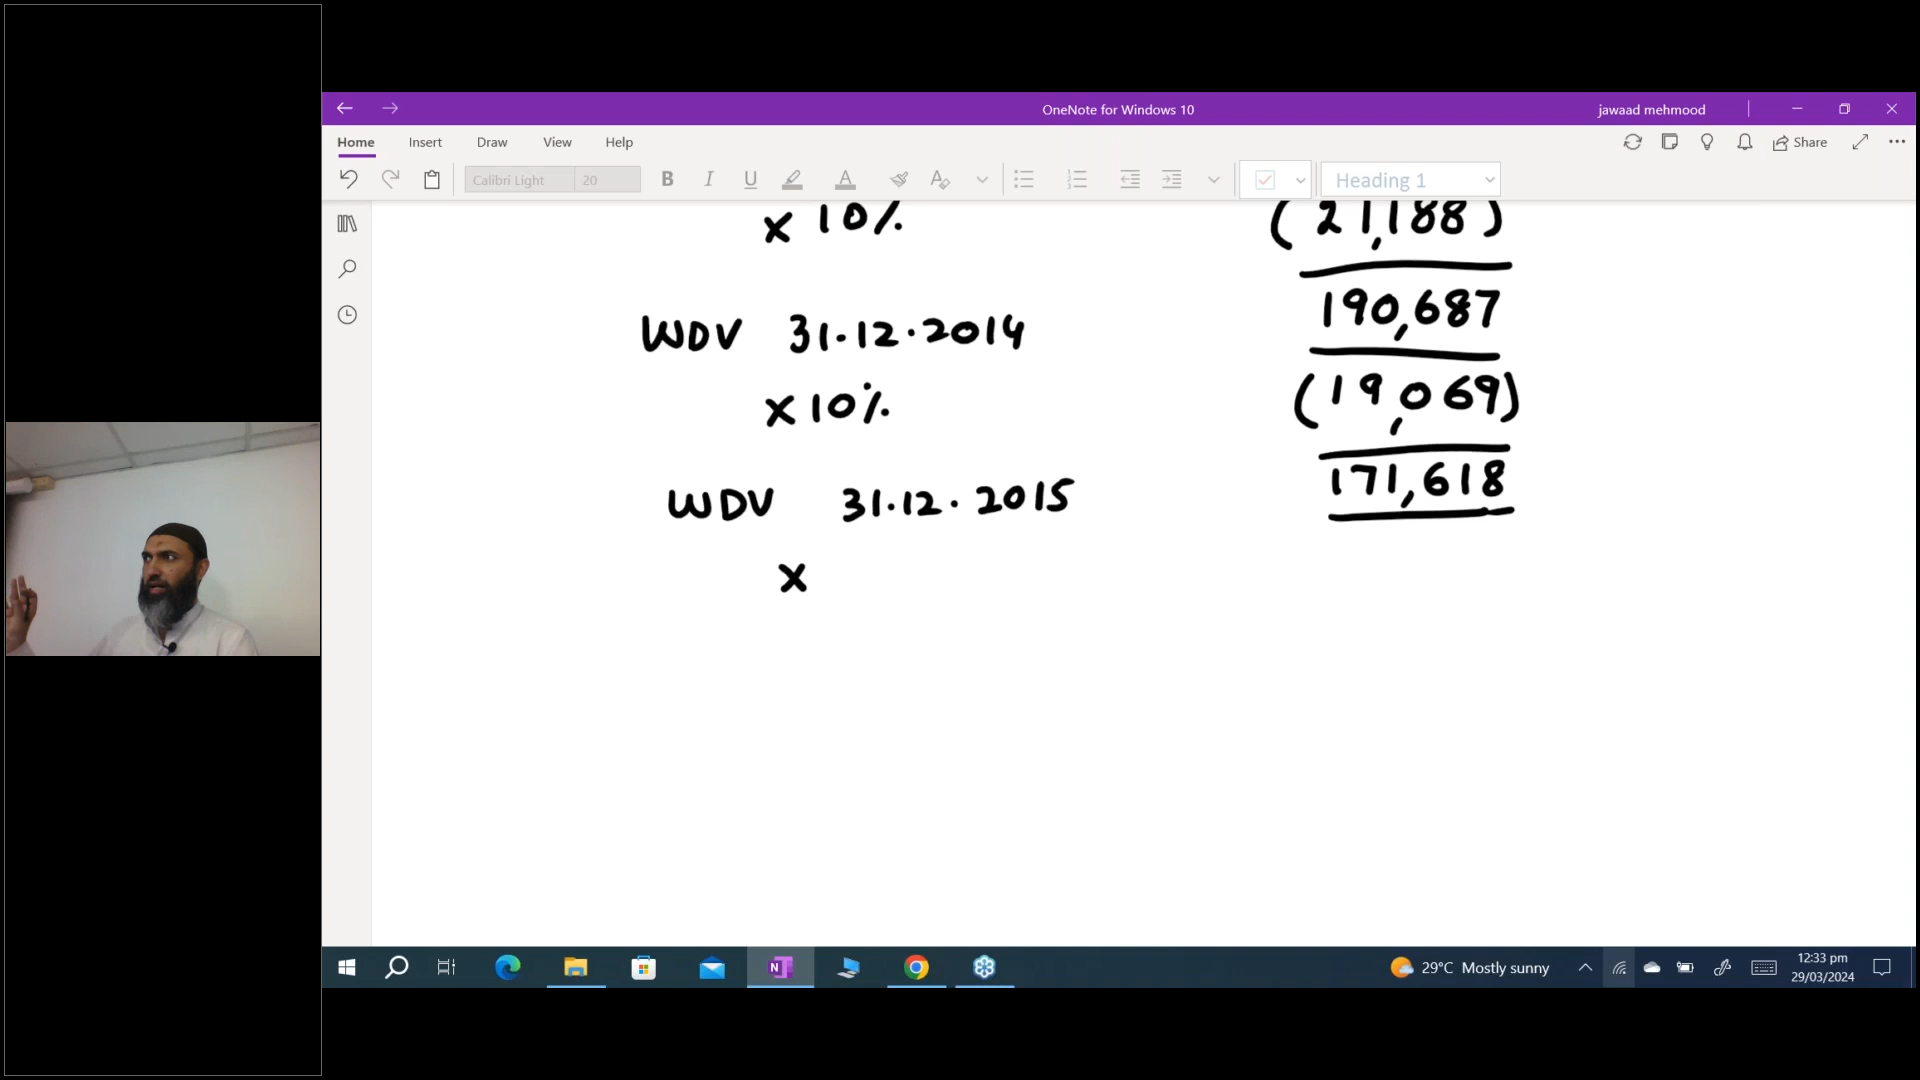 OneNote for Windows 10
jawaad mehmood
Home Insert Draw View Help
Share
Calibri Light 20
B I U A A
Heading 1
x 10% (21,188)
WDV 31.12.2014 190,687
x 10% (19,069)
WDV 31.12.2015 171,618
x
N
29°C Mostly sunny
12:33 pm
29/03/2024